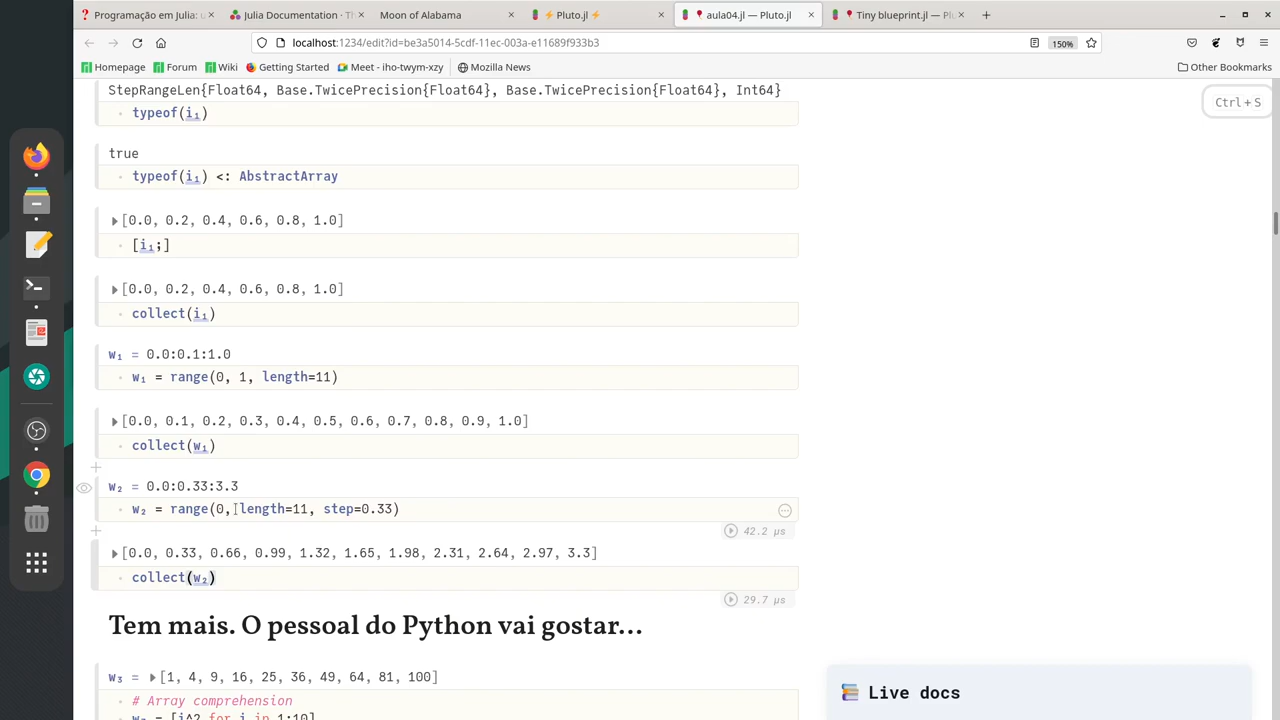 Programação em Julia: u
Julia Documentation · Th
Moon of Alabama
⚡ Pluto.jl ⚡
aula04.jl — Pluto.jl
Tiny blueprint.jl — Plu
localhost:1234/edit?id=be3a5014-5cdf-11ec-003a-e11689f933b3
150%
Homepage
Forum
Wiki
Getting Started
Meet - iho-twym-xzy
Mozilla News
Other Bookmarks
StepRangeLen{Float64, Base.TwicePrecision{Float64}, Base.TwicePrecision{Float64}, Int64}
Ctrl + S
typeof(i₁)
true
typeof(i₁) <: AbstractArray
[0.0, 0.2, 0.4, 0.6, 0.8, 1.0]
[i₁;]
[0.0, 0.2, 0.4, 0.6, 0.8, 1.0]
collect(i₁)
w₁ = 0.0:0.1:1.0
w₁ = range(0, 1, length=11)
[0.0, 0.1, 0.2, 0.3, 0.4, 0.5, 0.6, 0.7, 0.8, 0.9, 1.0]
collect(w₁)
w₂ = 0.0:0.33:3.3
w₂ = range(0, length=11, step=0.33)
42.2 μs
[0.0, 0.33, 0.66, 0.99, 1.32, 1.65, 1.98, 2.31, 2.64, 2.97, 3.3]
collect(w₂)
29.7 μs
Tem mais. O pessoal do Python vai gostar...
w₃ = [1, 4, 9, 16, 25, 36, 49, 64, 81, 100]
# Array comprehension
w₃ = [i^2 for i in 1:10]
Live docs